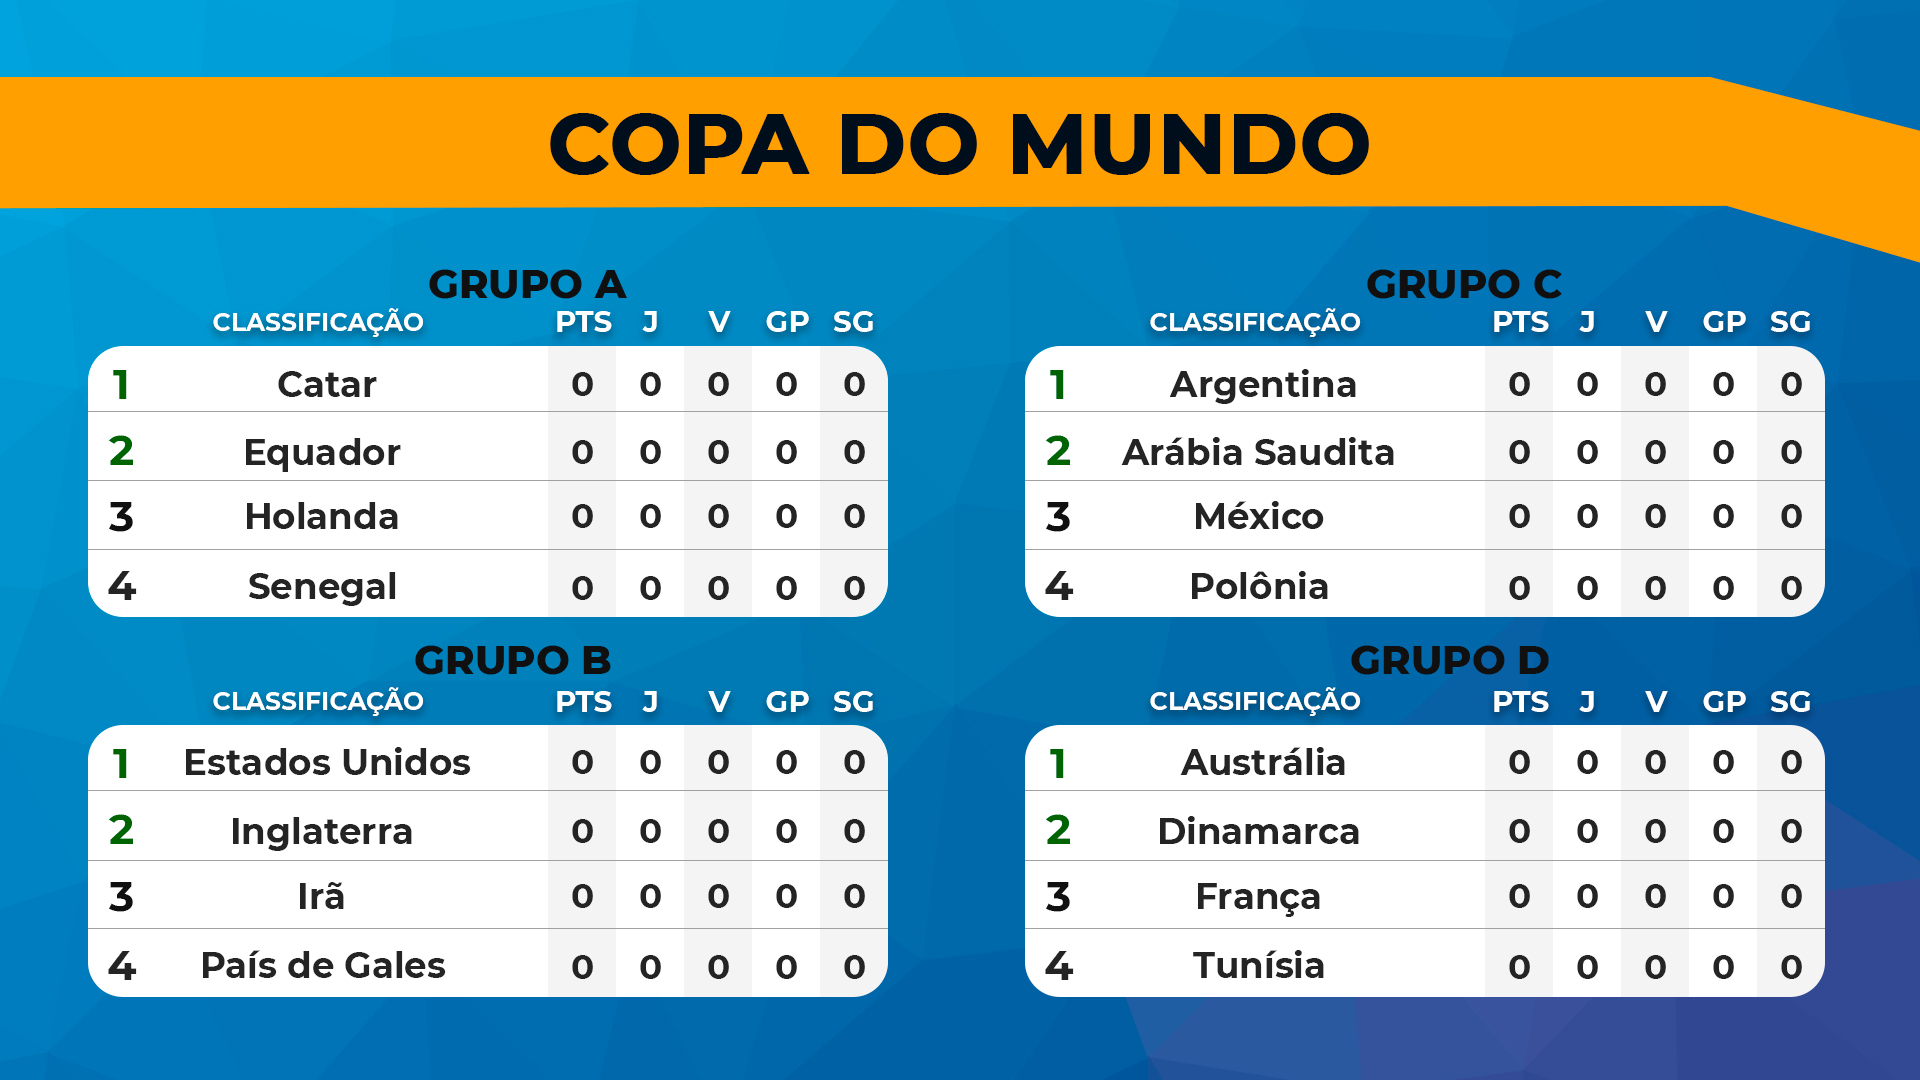 COPA DO MUNDO
GRUPO A
CLASSIFICAÇÃO PTS J V GP SG
1 Catar 0 0 0 0 0
2 Equador 0 0 0 0 0
3 Holanda 0 0 0 0 0
4 Senegal 0 0 0 0 0
GRUPO B
CLASSIFICAÇÃO PTS J V GP SG
1 Estados Unidos 0 0 0 0 0
2 Inglaterra 0 0 0 0 0
3 Irã 0 0 0 0 0
4 País de Gales 0 0 0 0 0
GRUPO C
CLASSIFICAÇÃO PTS J V GP SG
1 Argentina 0 0 0 0 0
2 Arábia Saudita 0 0 0 0 0
3 México 0 0 0 0 0
4 Polônia 0 0 0 0 0
GRUPO D
CLASSIFICAÇÃO PTS J V GP SG
1 Austrália 0 0 0 0 0
2 Dinamarca 0 0 0 0 0
3 França 0 0 0 0 0
4 Tunísia 0 0 0 0 0